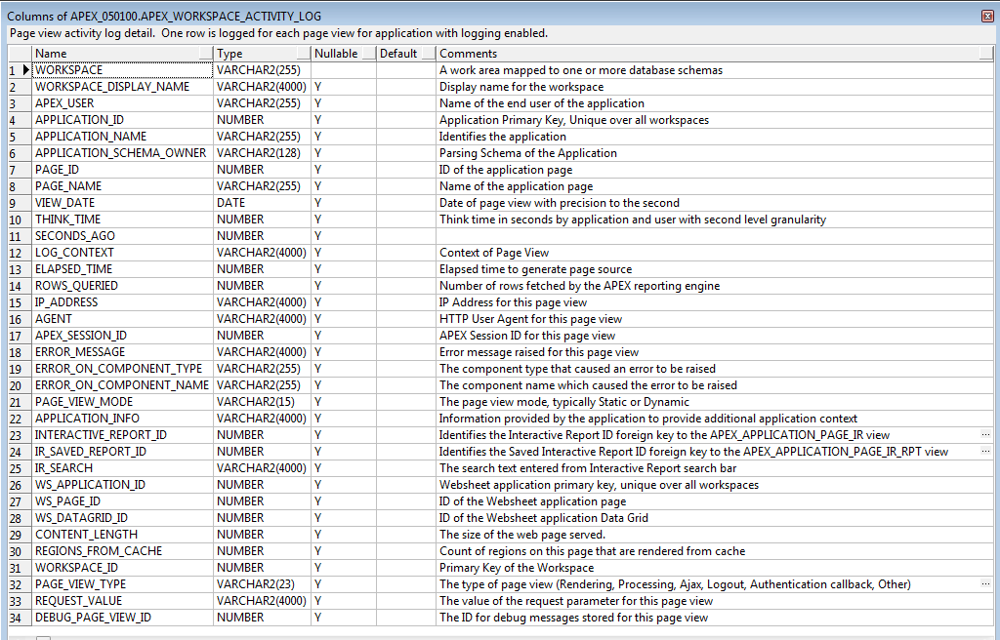 Columns of APEX_050100.APEX_WORKSPACE_ACTIVITY_LOG
Page view activity log detail.  One row is logged for each page view for application with logging enabled.
Name Type Nullable Default Comments
1 WORKSPACE VARCHAR2(255) A work area mapped to one or more database schemas
2 WORKSPACE_DISPLAY_NAME VARCHAR2(4000) Y Display name for the workspace
3 APEX_USER VARCHAR2(255) Y Name of the end user of the application
4 APPLICATION_ID NUMBER Y Application Primary Key, Unique over all workspaces
5 APPLICATION_NAME VARCHAR2(255) Y Identifies the application
6 APPLICATION_SCHEMA_OWNER VARCHAR2(128) Y Parsing Schema of the Application
7 PAGE_ID NUMBER Y ID of the application page
8 PAGE_NAME VARCHAR2(255) Y Name of the application page
9 VIEW_DATE DATE Y Date of page view with precision to the second
10 THINK_TIME NUMBER Y Think time in seconds by application and user with second level granularity
11 SECONDS_AGO NUMBER Y
12 LOG_CONTEXT VARCHAR2(4000) Y Context of Page View
13 ELAPSED_TIME NUMBER Y Elapsed time to generate page source
14 ROWS_QUERIED NUMBER Y Number of rows fetched by the APEX reporting engine
15 IP_ADDRESS VARCHAR2(4000) Y IP Address for this page view
16 AGENT VARCHAR2(4000) Y HTTP User Agent for this page view
17 APEX_SESSION_ID NUMBER Y APEX Session ID for this page view
18 ERROR_MESSAGE VARCHAR2(4000) Y Error message raised for this page view
19 ERROR_ON_COMPONENT_TYPE VARCHAR2(255) Y The component type that caused an error to be raised
20 ERROR_ON_COMPONENT_NAME VARCHAR2(255) Y The component name which caused the error to be raised
21 PAGE_VIEW_MODE VARCHAR2(15) Y The page view mode, typically Static or Dynamic
22 APPLICATION_INFO VARCHAR2(4000) Y Information provided by the application to provide additional application context
23 INTERACTIVE_REPORT_ID NUMBER Y Identifies the Interactive Report ID foreign key to the APEX_APPLICATION_PAGE_IR view ...
24 IR_SAVED_REPORT_ID NUMBER Y Identifies the Saved Interactive Report ID foreign key to the APEX_APPLICATION_PAGE_IR_RPT view ...
25 IR_SEARCH VARCHAR2(4000) Y The search text entered from Interactive Report search bar
26 WS_APPLICATION_ID NUMBER Y Websheet application primary key, unique over all workspaces
27 WS_PAGE_ID NUMBER Y ID of the Websheet application page
28 WS_DATAGRID_ID NUMBER Y ID of the Websheet application Data Grid
29 CONTENT_LENGTH NUMBER Y The size of the web page served.
30 REGIONS_FROM_CACHE NUMBER Y Count of regions on this page that are rendered from cache
31 WORKSPACE_ID NUMBER Y Primary Key of the Workspace
32 PAGE_VIEW_TYPE VARCHAR2(23) Y The type of page view (Rendering, Processing, Ajax, Logout, Authentication callback, Other) ...
33 REQUEST_VALUE VARCHAR2(4000) Y The value of the request parameter for this page view
34 DEBUG_PAGE_VIEW_ID NUMBER Y The ID for debug messages stored for this page view